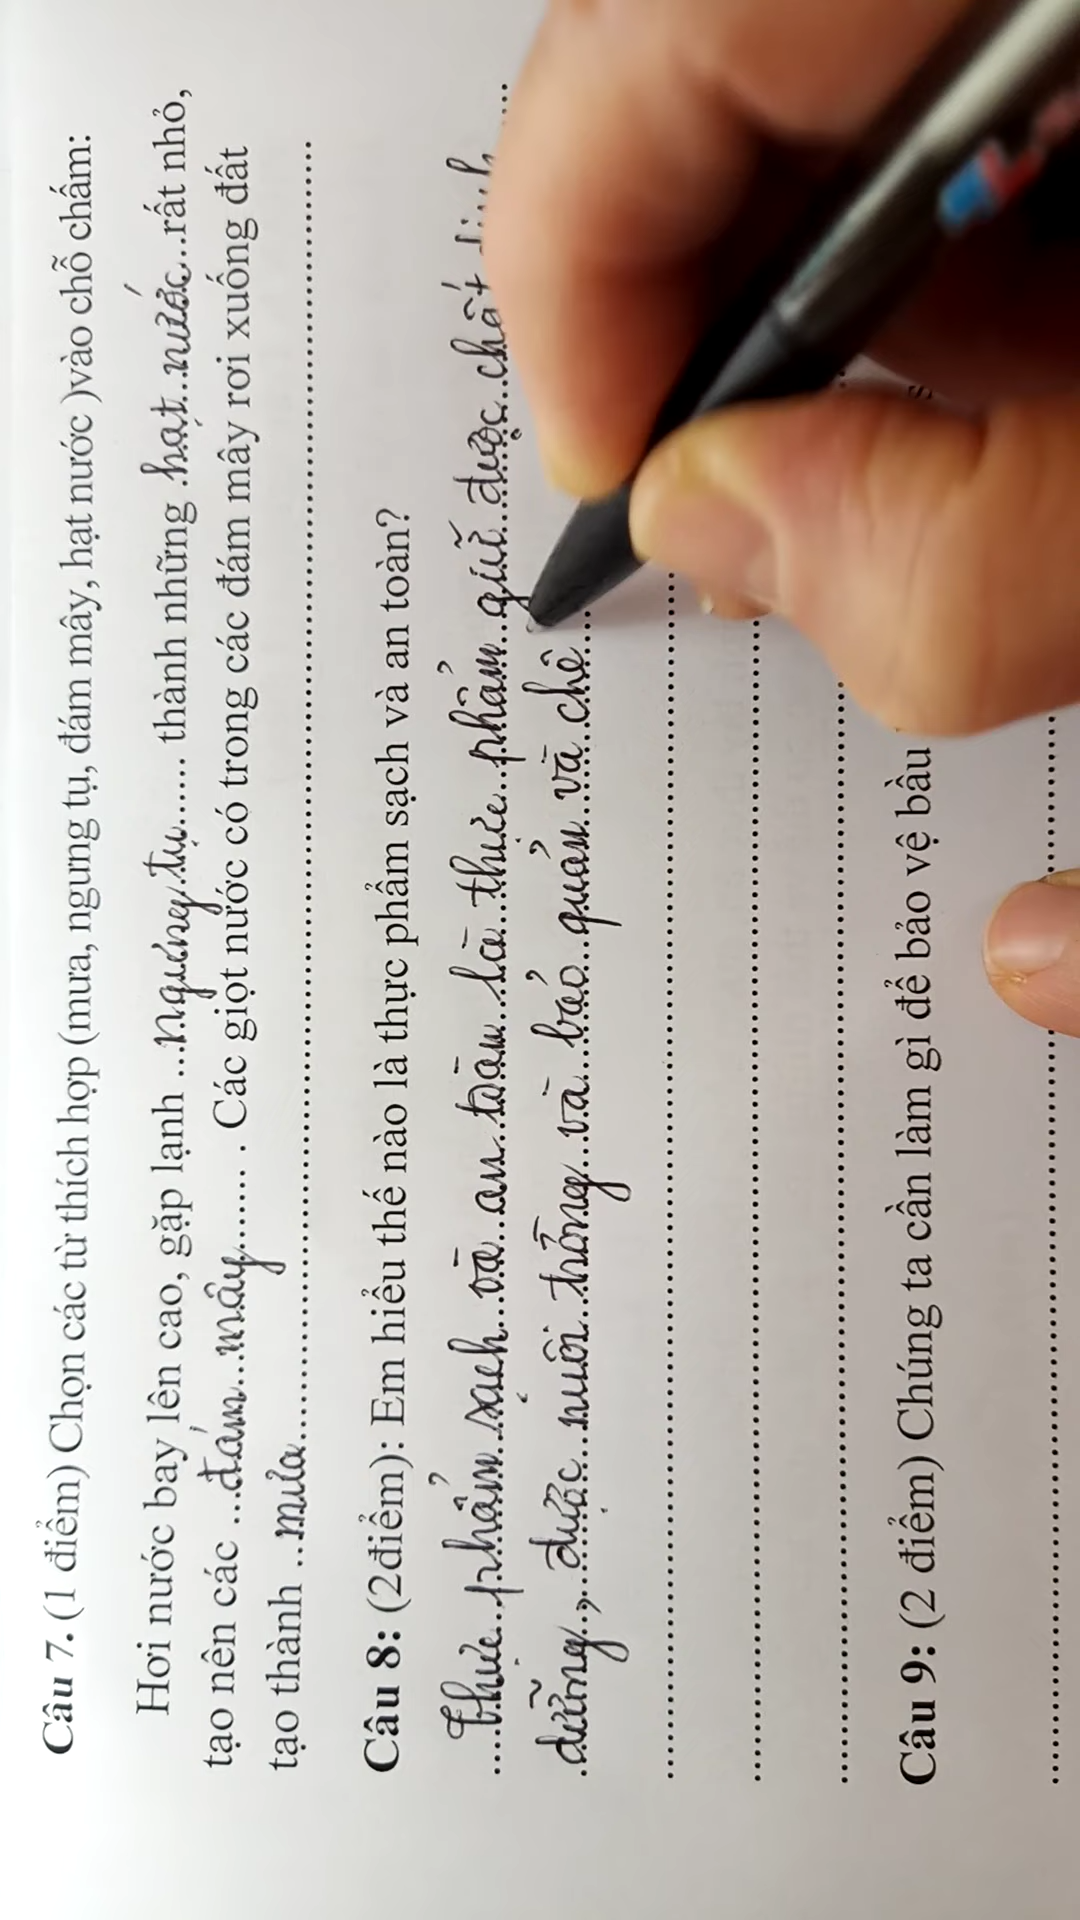 Câu 7. (1 điểm) Chọn các từ thích hợp (mưa, ngưng tụ, đám mây, hạt nước )vào chỗ chấm:
Hơi nước bay lên cao, gặp lạnh ...ngưng.tụ...... thành những .hạt...nước...rất nhỏ,
tạo nên các ...đám...mây....... . Các giọt nước có trong các đám mây rơi xuống đất
tạo thành ..mưa........
Câu 8: (2điểm): Em hiểu thế nào là thực phẩm sạch và an toàn?
...Thực..phẩm..sạch...và...an..toàn...là..thực..phẩm..giữ..được..chất
dưỡng.., được..nuôi..trồng...và..bảo..quản..và..chê....
Câu 9: (2 điểm) Chúng ta cần làm gì để bảo vệ bầu